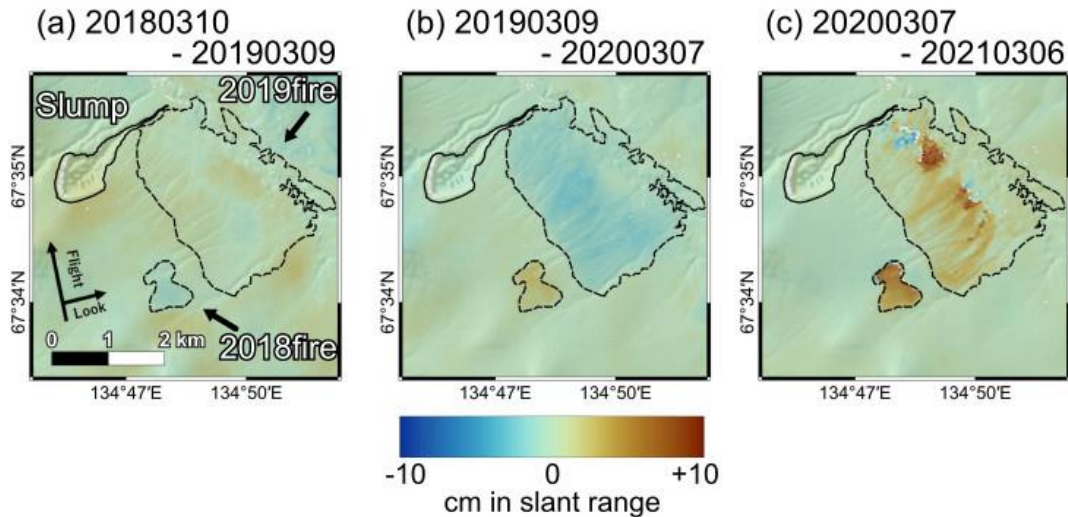 (a) 20180310
- 20190309
(b) 20190309
- 20200307
(c) 20200307
- 20210306
Slump
2019fire
67°35′N
67°34′N
Flight
Look
0 1 2 km
2018fire
134°47′E 134°50′E
67°35′N
67°34′N
134°47′E 134°50′E
67°35′N
67°34′N
134°47′E 134°50′E
-10 0 +10
cm in slant range